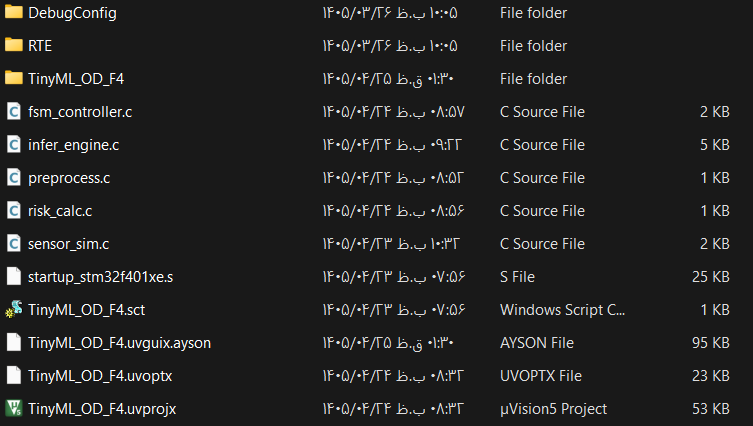 DebugConfig ۱۴۰۵/۰۳/۲۶ ب.ظ ۱۰:۰۵ File folder
RTE ۱۴۰۵/۰۳/۲۶ ب.ظ ۱۰:۰۵ File folder
TinyML_OD_F4 ۱۴۰۵/۰۴/۲۵ ق.ظ ۰۱:۳۰ File folder
fsm_controller.c ۱۴۰۵/۰۴/۲۴ ب.ظ ۰۸:۵۷ C Source File 2 KB
infer_engine.c ۱۴۰۵/۰۴/۲۴ ب.ظ ۰۹:۲۲ C Source File 5 KB
preprocess.c ۱۴۰۵/۰۴/۲۴ ب.ظ ۰۸:۵۲ C Source File 1 KB
risk_calc.c ۱۴۰۵/۰۴/۲۴ ب.ظ ۰۸:۵۶ C Source File 1 KB
sensor_sim.c ۱۴۰۵/۰۴/۲۳ ب.ظ ۱۰:۳۲ C Source File 2 KB
startup_stm32f401xe.s ۱۴۰۵/۰۴/۲۳ ب.ظ ۰۷:۵۶ S File 25 KB
TinyML_OD_F4.sct ۱۴۰۵/۰۴/۲۳ ب.ظ ۰۷:۵۶ Windows Script C... 1 KB
TinyML_OD_F4.uvguix.ayson ۱۴۰۵/۰۴/۲۵ ق.ظ ۰۱:۳۰ AYSON File 95 KB
TinyML_OD_F4.uvoptx ۱۴۰۵/۰۴/۲۴ ب.ظ ۰۸:۳۲ UVOPTX File 23 KB
TinyML_OD_F4.uvprojx ۱۴۰۵/۰۴/۲۴ ب.ظ ۰۸:۳۲ µVision5 Project 53 KB